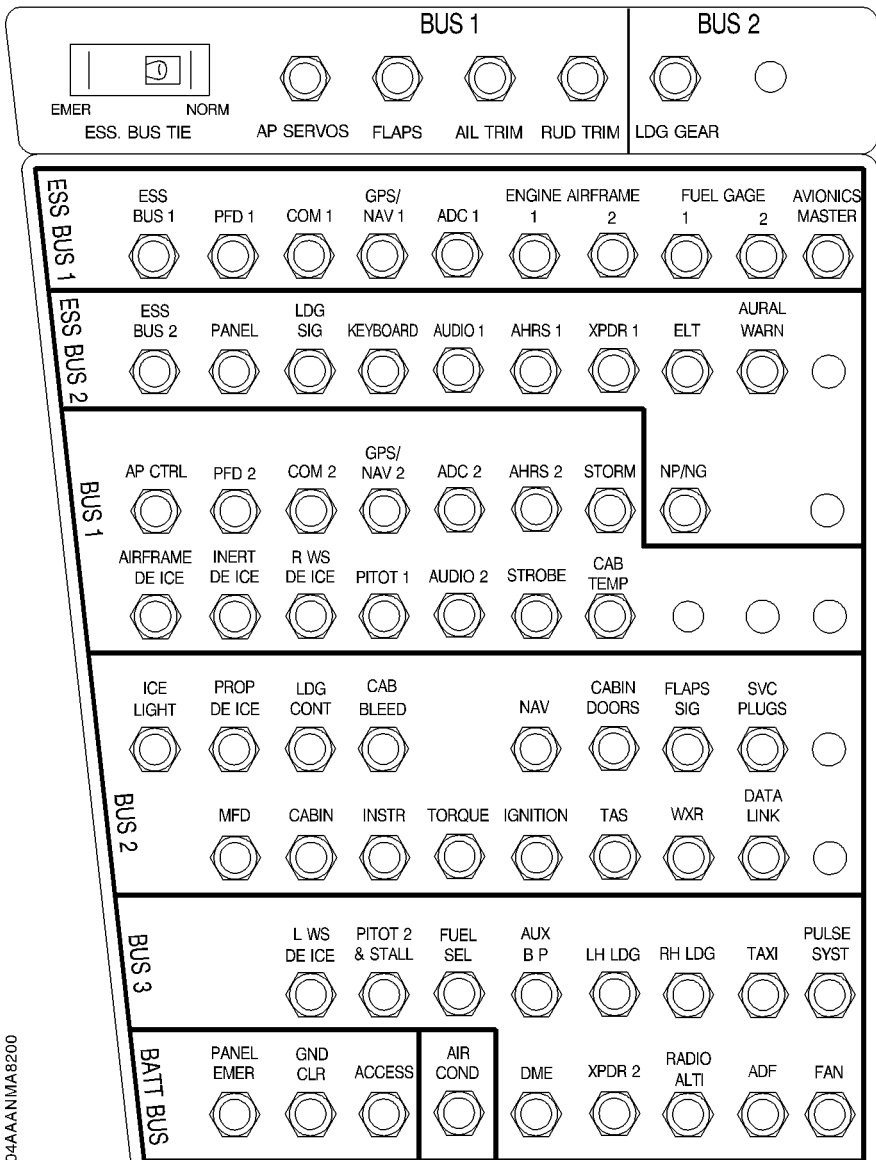 BUS 1
BUS 2
EMER
NORM
ESS. BUS TIE
AP SERVOS
FLAPS
AIL TRIM
RUD TRIM
LDG GEAR
ESS BUS 1
ESS
BUS 1
PFD 1
COM 1
GPS/
NAV 1
ADC 1
ENGINE AIRFRAME
1
2
FUEL GAGE
1
2
AVIONICS
MASTER
ESS BUS 2
ESS
BUS 2
PANEL
LDG
SIG
KEYBOARD
AUDIO 1
AHRS 1
XPDR 1
ELT
AURAL
WARN
BUS 1
AP CTRL
PFD 2
COM 2
GPS/
NAV 2
ADC 2
AHRS 2
STORM
NP/NG
AIRFRAME
DE ICE
INERT
DE ICE
R WS
DE ICE
PITOT 1
AUDIO 2
STROBE
CAB
TEMP
BUS 2
ICE
LIGHT
PROP
DE ICE
LDG
CONT
CAB
BLEED
NAV
CABIN
DOORS
FLAPS
SIG
SVC
PLUGS
MFD
CABIN
INSTR
TORQUE
IGNITION
TAS
WXR
DATA
LINK
BUS 3
L WS
DE ICE
PITOT 2
& STALL
FUEL
SEL
AUX
B P
LH LDG
RH LDG
TAXI
PULSE
SYST
BATT BUS
PANEL
EMER
GND
CLR
ACCESS
AIR
COND
DME
XPDR 2
RADIO
ALTI
ADF
FAN
04AAANMA8200